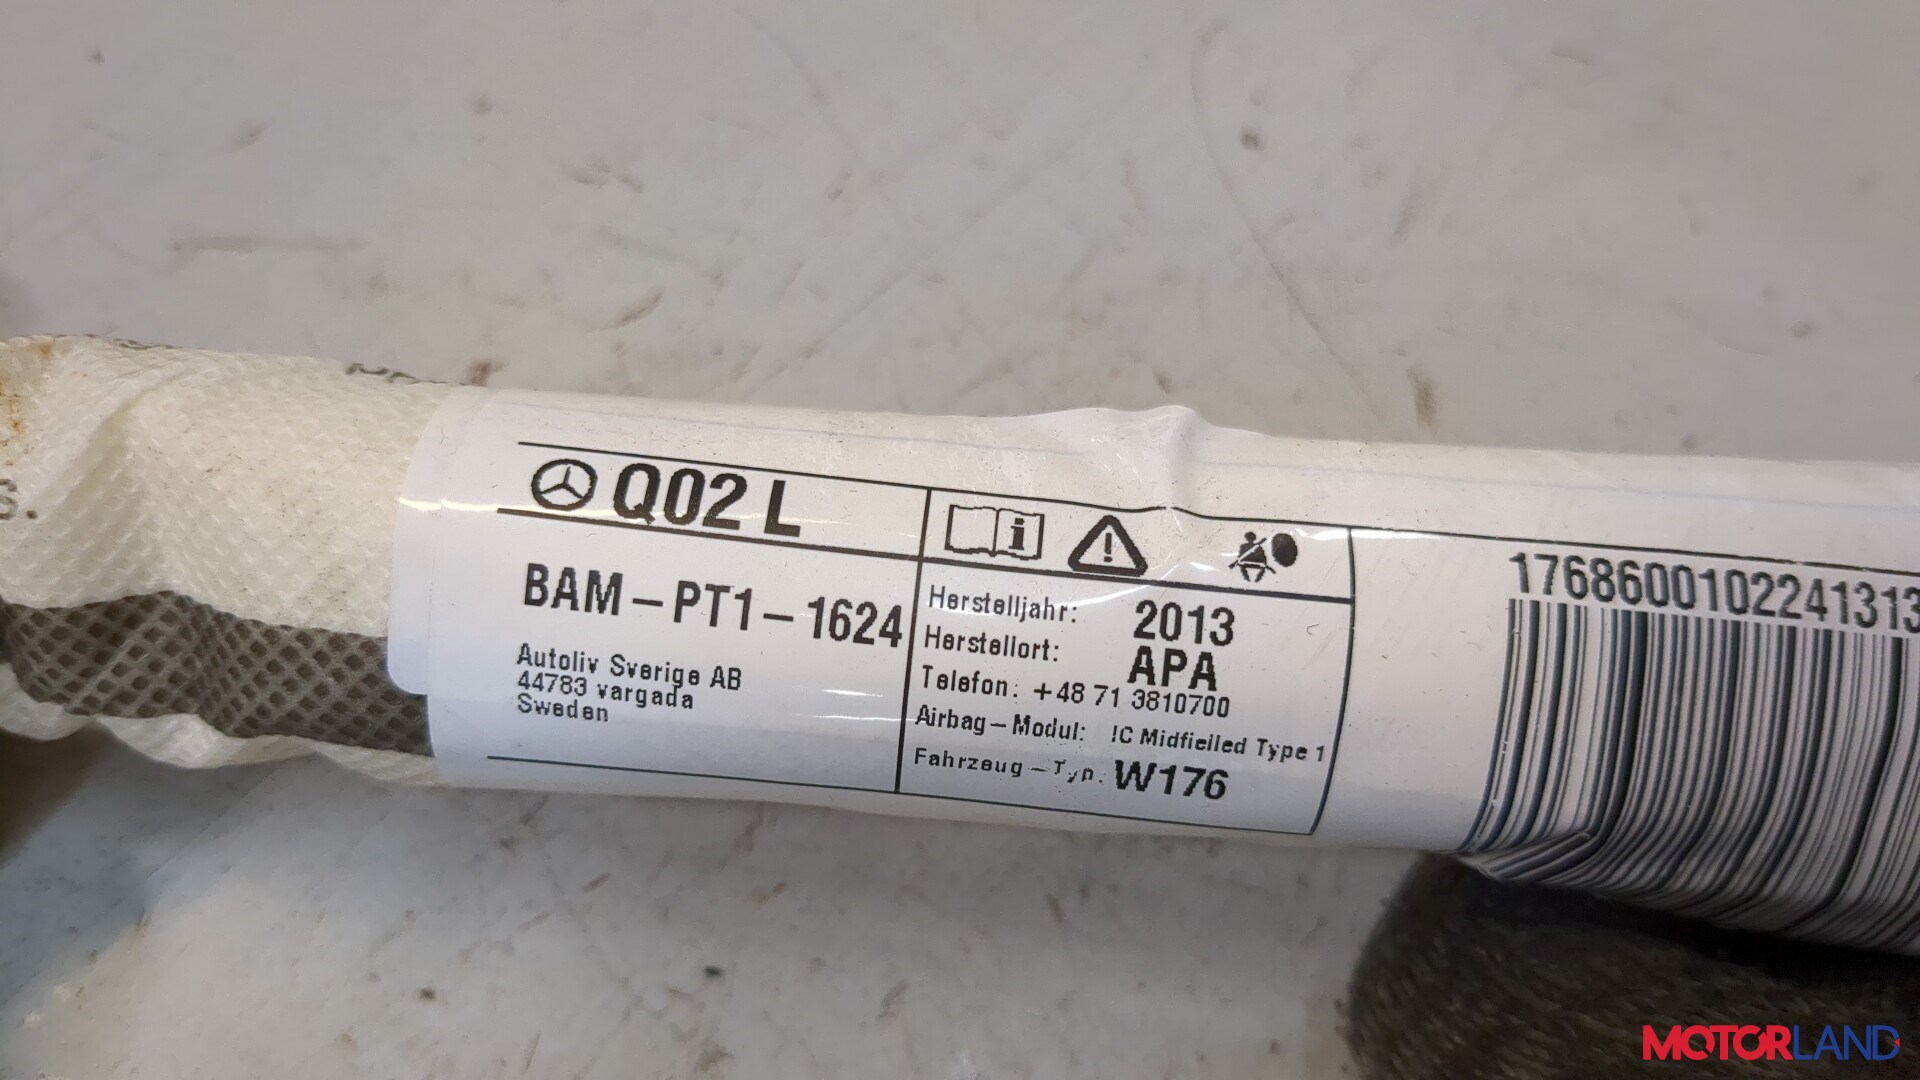 s.
Q02 L
BAM-PT1-1624
Autoliv Sverige AB
44783 vargada
Sweden
Herstelljahr: 2013
Herstellort: APA
Telefon: +48 71 3810700
Airbag-Modul: IC Midfieiled Type 1
Fahrzeug-Typ: W176
1768600102241313
MOTORLAND